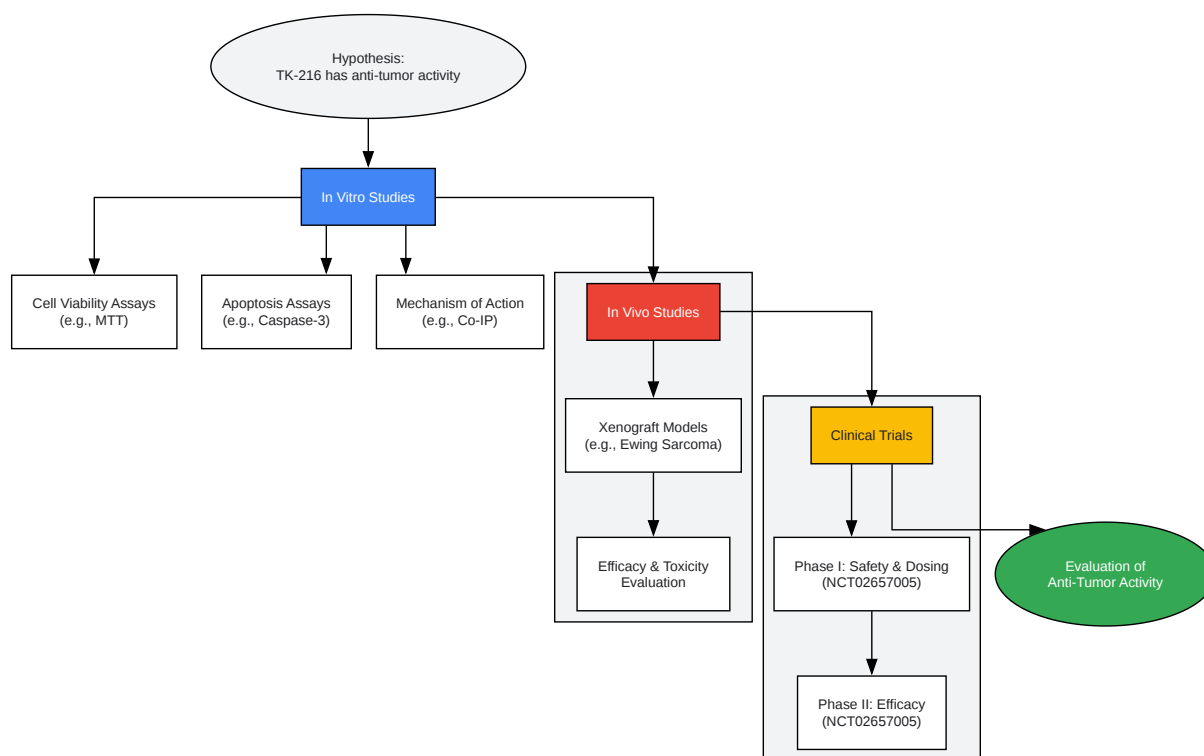 Hypothesis:
TK-216 has anti-tumor activity
In Vitro Studies
Cell Viability Assays
(e.g., MTT)
Apoptosis Assays
(e.g., Caspase-3)
Mechanism of Action
(e.g., Co-IP)
In Vivo Studies
Xenograft Models
(e.g., Ewing Sarcoma)
Efficacy & Toxicity
Evaluation
Clinical Trials
Phase I: Safety & Dosing
(NCT02657005)
Phase II: Efficacy
(NCT02657005)
Evaluation of
Anti-Tumor Activity